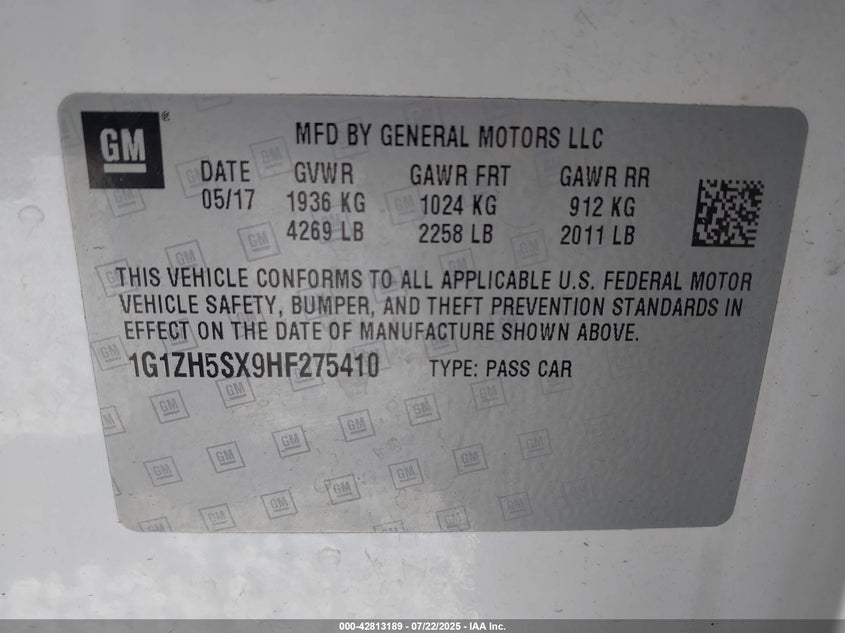 GM
MFD BY GENERAL MOTORS LLC
DATE GVWR GAWR FRT GAWR RR
05/17 1936 KG 1024 KG 912 KG
4269 LB 2258 LB 2011 LB
THIS VEHICLE CONFORMS TO ALL APPLICABLE U.S. FEDERAL MOTOR
VEHICLE SAFETY, BUMPER, AND THEFT PREVENTION STANDARDS IN
EFFECT ON THE DATE OF MANUFACTURE SHOWN ABOVE.
1G1ZH5SX9HF275410 TYPE: PASS CAR
000-42813189 - 07/22/2025 - IAA Inc.